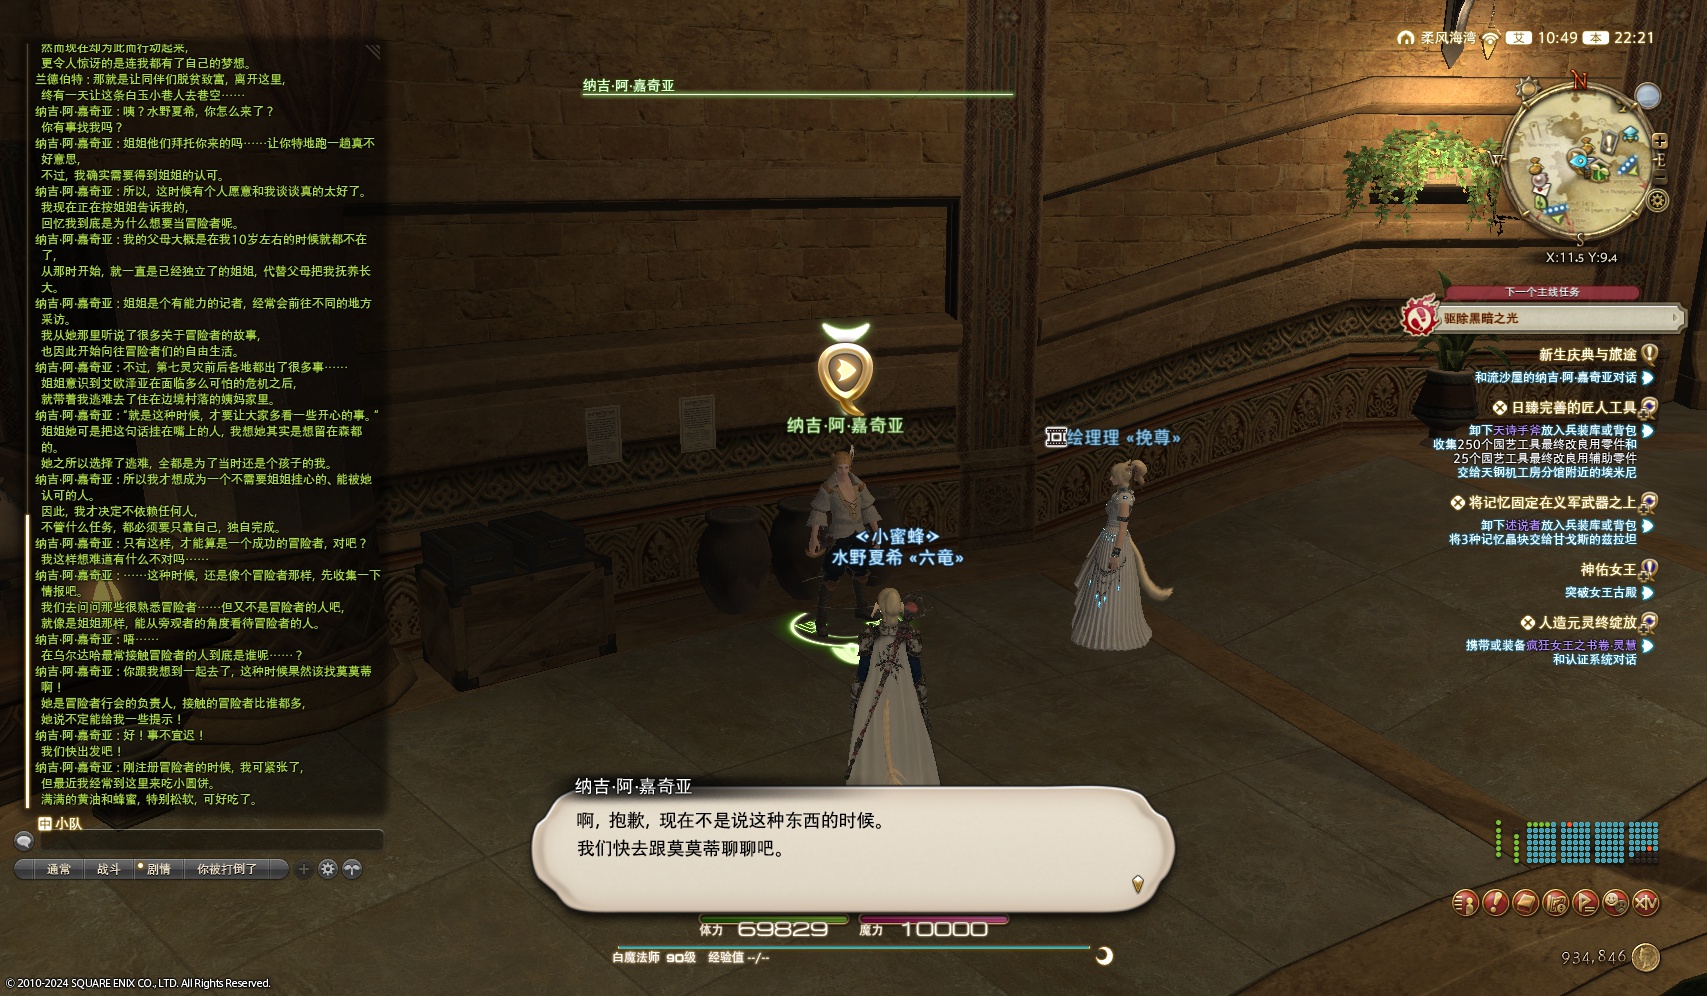 然而现在却为此而行动起来，
更令人惊讶的是连我都有了自己的梦想。
兰德伯特：那就是让同伴们脱贫致富，离开这里，
终有一天让这条白玉小巷人去巷空……
纳吉·阿·嘉奇亚：咦？水野夏希，你怎么来了？
你有事找我吗？
纳吉·阿·嘉奇亚：姐姐他们拜托你来的吗……让你特地跑一趟真不
好意思，
不过，我确实需要得到姐姐的认可。
纳吉·阿·嘉奇亚：所以，这时候有个人愿意和我谈谈真的太好了。
我现在正在按姐姐告诉我的，
回忆我到底是为什么想要当冒险者呢。
纳吉·阿·嘉奇亚：我的父母大概是在我10岁左右的时候就都不在
了，
从那时开始，就一直是已经独立了的姐姐，代替父母把我抚养长
大。
纳吉·阿·嘉奇亚：姐姐是个有能力的记者，经常会前往不同的地方
采访。
我从她那里听说了很多关于冒险者的故事，
也因此开始向往冒险者们的自由生活。
纳吉·阿·嘉奇亚：不过，第七灵灾前后各地都出了很多事……
姐姐意识到艾欧泽亚在面临多么可怕的危机之后，
就带着我逃难去了住在边境村落的姨妈家里。
纳吉·阿·嘉奇亚：“就是这种时候，才要让大家多看一些开心的事。”
姐姐她可是把这句话挂在嘴上的人，我想她其实是想留在森都
的。
她之所以选择了逃难，全都是为了当时还是个孩子的我。
纳吉·阿·嘉奇亚：所以我才想成为一个不需要姐姐挂心的、能被她
认可的人。
因此，我才决定不依赖任何人，
不管什么任务，都必须要只靠自己，独自完成。
纳吉·阿·嘉奇亚：只有这样，才能算是一个成功的冒险者，对吧？
我这样想难道有什么不对吗……
纳吉·阿·嘉奇亚：……这种时候，还是像个冒险者那样，先收集一下
情报吧。
我们去问问那些很熟悉冒险者……但又不是冒险者的人吧，
就像是姐姐那样，能从旁观者的角度看待冒险者的人。
纳吉·阿·嘉奇亚：嗯……
在乌尔达哈最常接触冒险者的人到底是谁呢……？
纳吉·阿·嘉奇亚：你跟我想到一起去了，这种时候果然该找莫莫蒂
啊！
她是冒险者行会的负责人，接触的冒险者比谁都多，
她说不定能给我一些提示！
纳吉·阿·嘉奇亚：好！事不宜迟！
我们快出发吧！
纳吉·阿·嘉奇亚：刚注册冒险者的时候，我可紧张了，
但最近我经常到这里来吃小圆饼。
满满的黄油和蜂蜜，特别松软，可好吃了。
中 小队
通常 战斗 剧情 你被打倒了
纳吉·阿·嘉奇亚
纳吉·阿·嘉奇亚
绘理理 «挽尊»
小蜜蜂
水野夏希 «六竜»
纳吉·阿·嘉奇亚
啊，抱歉，现在不是说这种东西的时候。
我们快去跟莫莫蒂聊聊吧。
体力 69829 魔力 10000
白魔法师 90级 经验值 --/--
柔风海湾 艾 10:49 本 22:21
N
W
E
S
X:11.5 Y:9.4
下一个主线任务
驱除黑暗之光
新生庆典与旅途
和流沙屋的纳吉·阿·嘉奇亚对话
日臻完善的匠人工具
卸下天诗手斧放入兵装库或背包
收集250个园艺工具最终改良用零件和
25个园艺工具最终改良用辅助零件
交给天钢机工房分馆附近的埃米尼
将记忆固定在义军武器之上
卸下述说者放入兵装库或背包
将3种记忆晶块交给甘戈斯的兹拉坦
神佑女王
突破女王古殿
人造元灵终绽放
携带或装备疯狂女王之书卷·灵慧
和认证系统对话
XIV
934,846
© 2010-2024 SQUARE ENIX CO., LTD. All Rights Reserved.